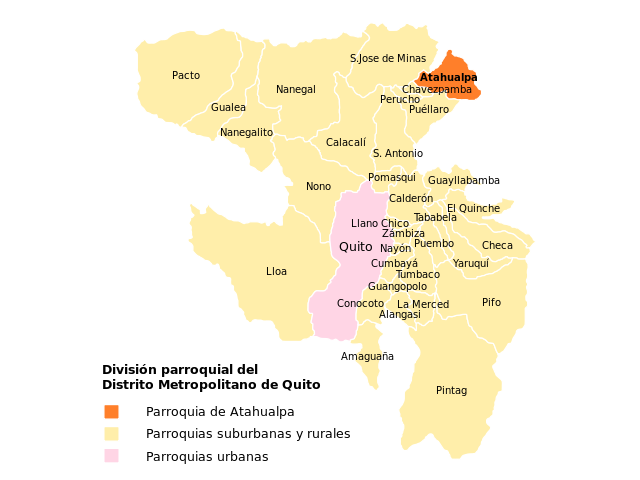 S.Jose de Minas
Pacto
Atahualpa
Nanegal
Chavezpamba
Perucho
Gualea
Puéllaro
Nanegalito
Calacalí
S. Antonio
Pomasqui
Guayllabamba
Nono
Calderón
El Quinche
Tababela
Llano Chico
Zámbiza
Puembo
Quito
Nayón
Checa
Cumbayá
Yaruquí
Lloa
Tumbaco
Guangopolo
Conocoto
La Merced
Pifo
Alangasi
Amaguaña
Pintag
División parroquial del
Distrito Metropolitano de Quito
Parroquia de Atahualpa
Parroquias suburbanas y rurales
Parroquias urbanas